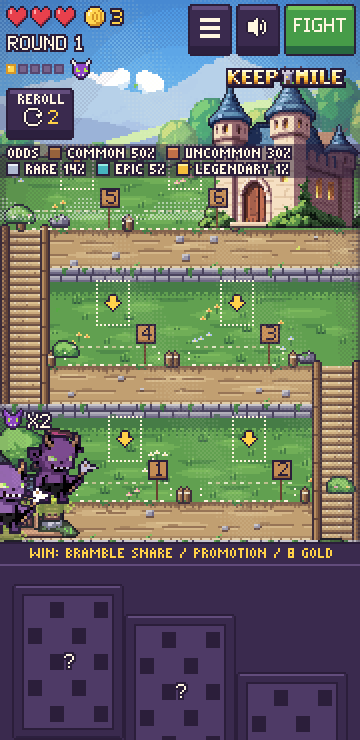 3
ROUND 1
FIGHT
KEEP MILE
REROLL
2
ODDS COMMON 50% UNCOMMON 30%
RARE 14% EPIC 5% LEGENDARY 1%
5 6
4 3
X2
1 2
WIN: BRAMBLE SNARE / PROMOTION / 8 GOLD
?
?